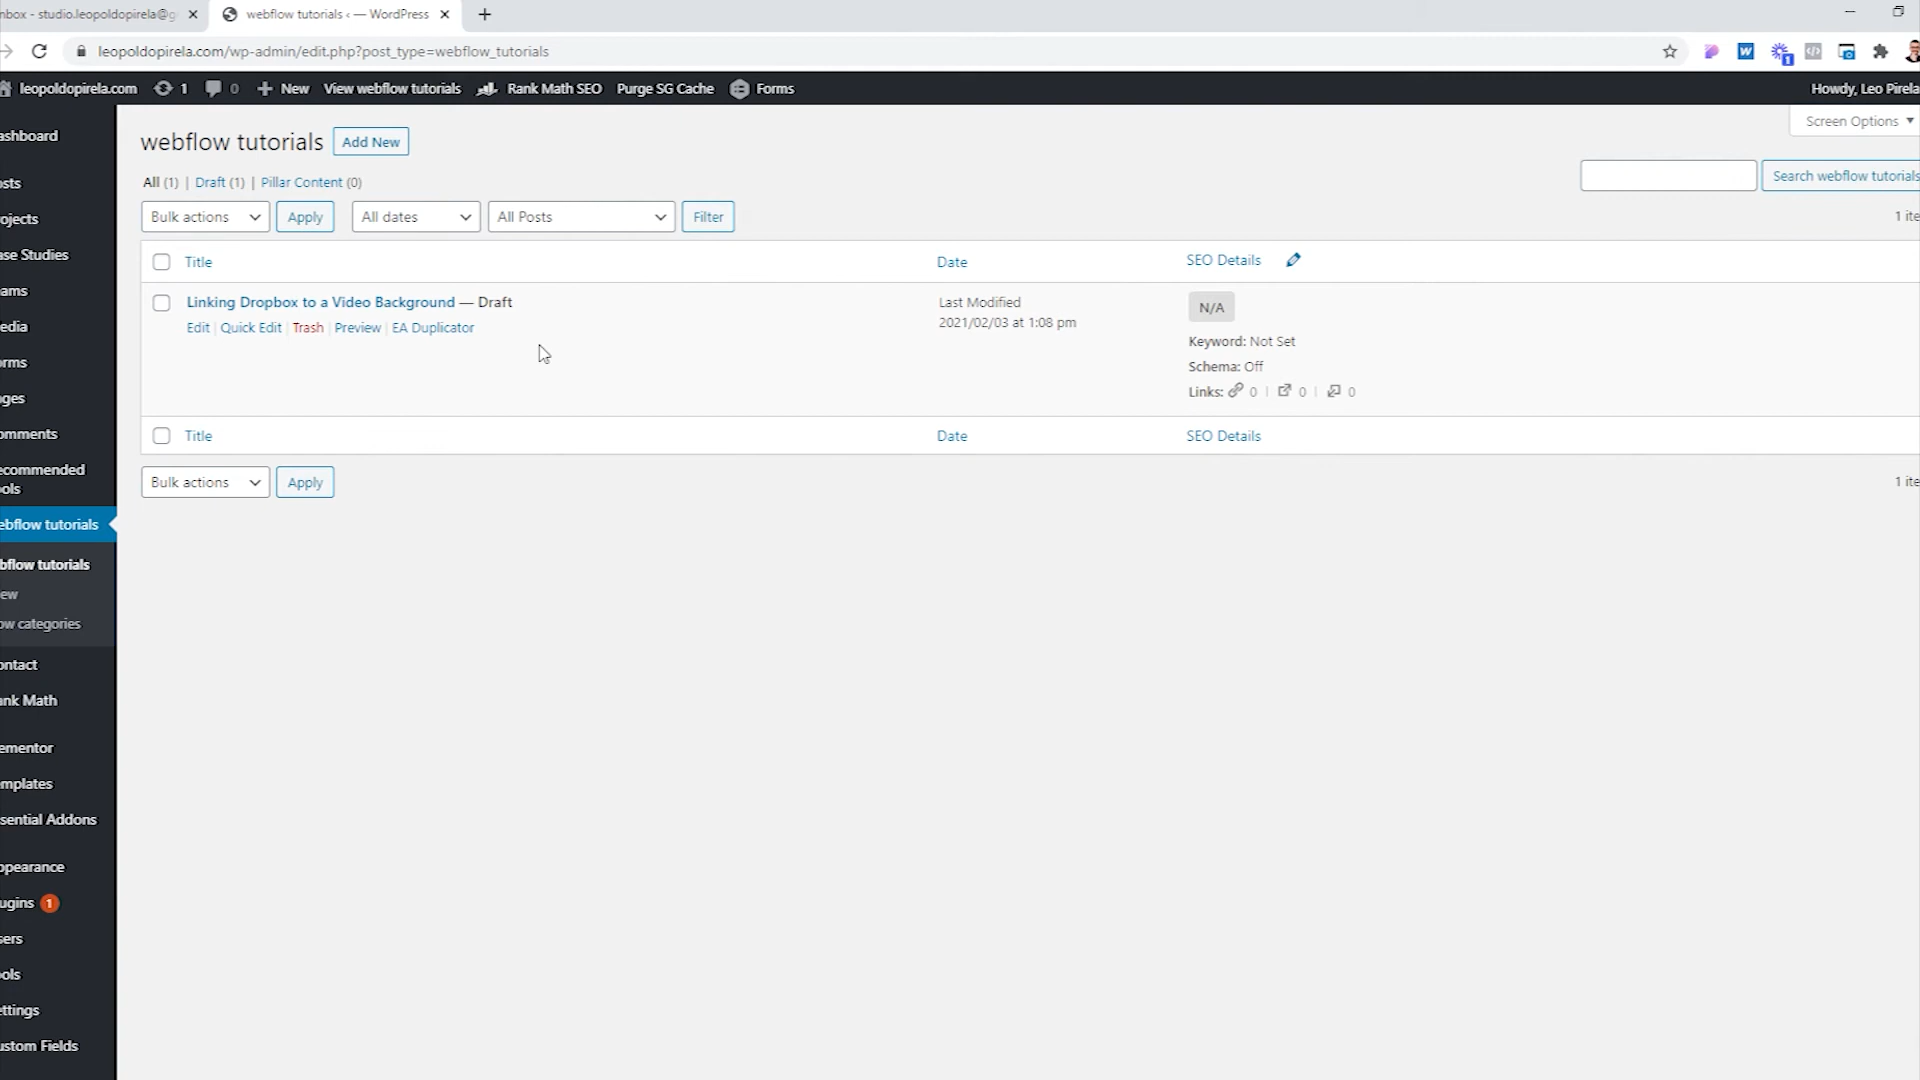 nbox - studio.leopoldopirela@g
webflow tutorials ‹ — WordPress
leopoldopirela.com/wp-admin/edit.php?post_type=webflow_tutorials
leopoldopirela.com 1 0 New View webflow tutorials Rank Math SEO Purge SG Cache Forms Howdy, Leo Pirela
Screen Options
webflow tutorials Add New
All (1) | Draft (1) | Pillar Content (0)
Search webflow tutorials
Bulk actions Apply All dates All Posts Filter 1 ite
Title Date SEO Details
Linking Dropbox to a Video Background — Draft
Edit | Quick Edit | Trash | Preview | EA Duplicator
Last Modified
2021/02/03 at 1:08 pm
N/A
Keyword: Not Set
Schema: Off
Links: 0 | 0 | 0
Title Date SEO Details
Bulk actions Apply 1 ite
ashboard
osts
ojects
ase Studies
ams
edia
orms
ges
omments
ecommended
ols
ebflow tutorials
bflow tutorials
ew
ow categories
ontact
ank Math
ementor
mplates
sential Addons
ppearance
ugins 1
sers
ols
ettings
ustom Fields